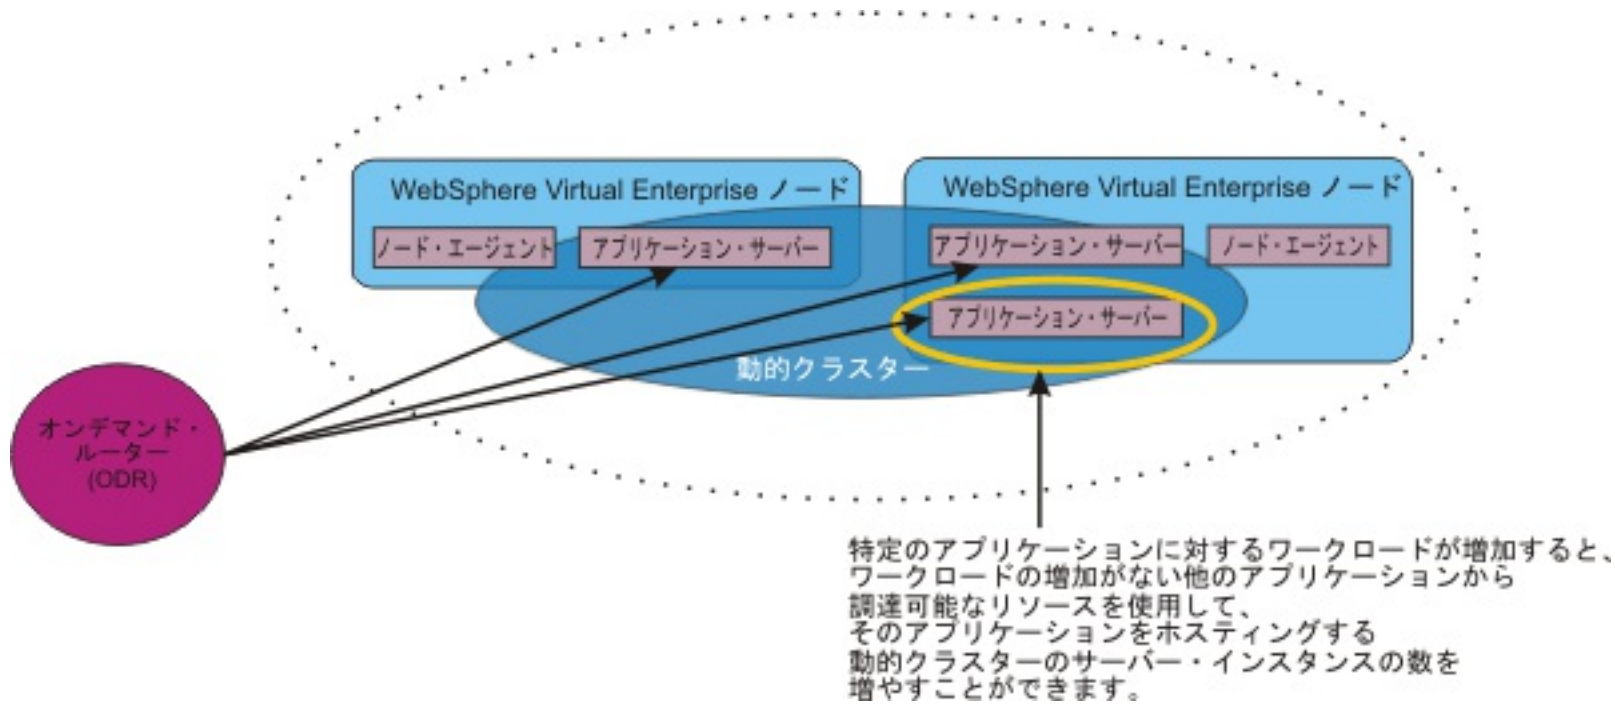 WebSphere Virtual Enterprise ノード
WebSphere Virtual Enterprise ノード
ノード・エージェント
アプリケーション・サーバー
アプリケーション・サーバー
ノード・エージェント
アプリケーション・サーバー
動的クラスター
オンデマンド・
ルーター
(ODR)
特定のアプリケーションに対するワークロードが増加すると、
ワークロードの増加がない他のアプリケーションから
調達可能なリソースを使用して、
そのアプリケーションをホスティングする
動的クラスターのサーバー・インスタンスの数を
増やすことができます。